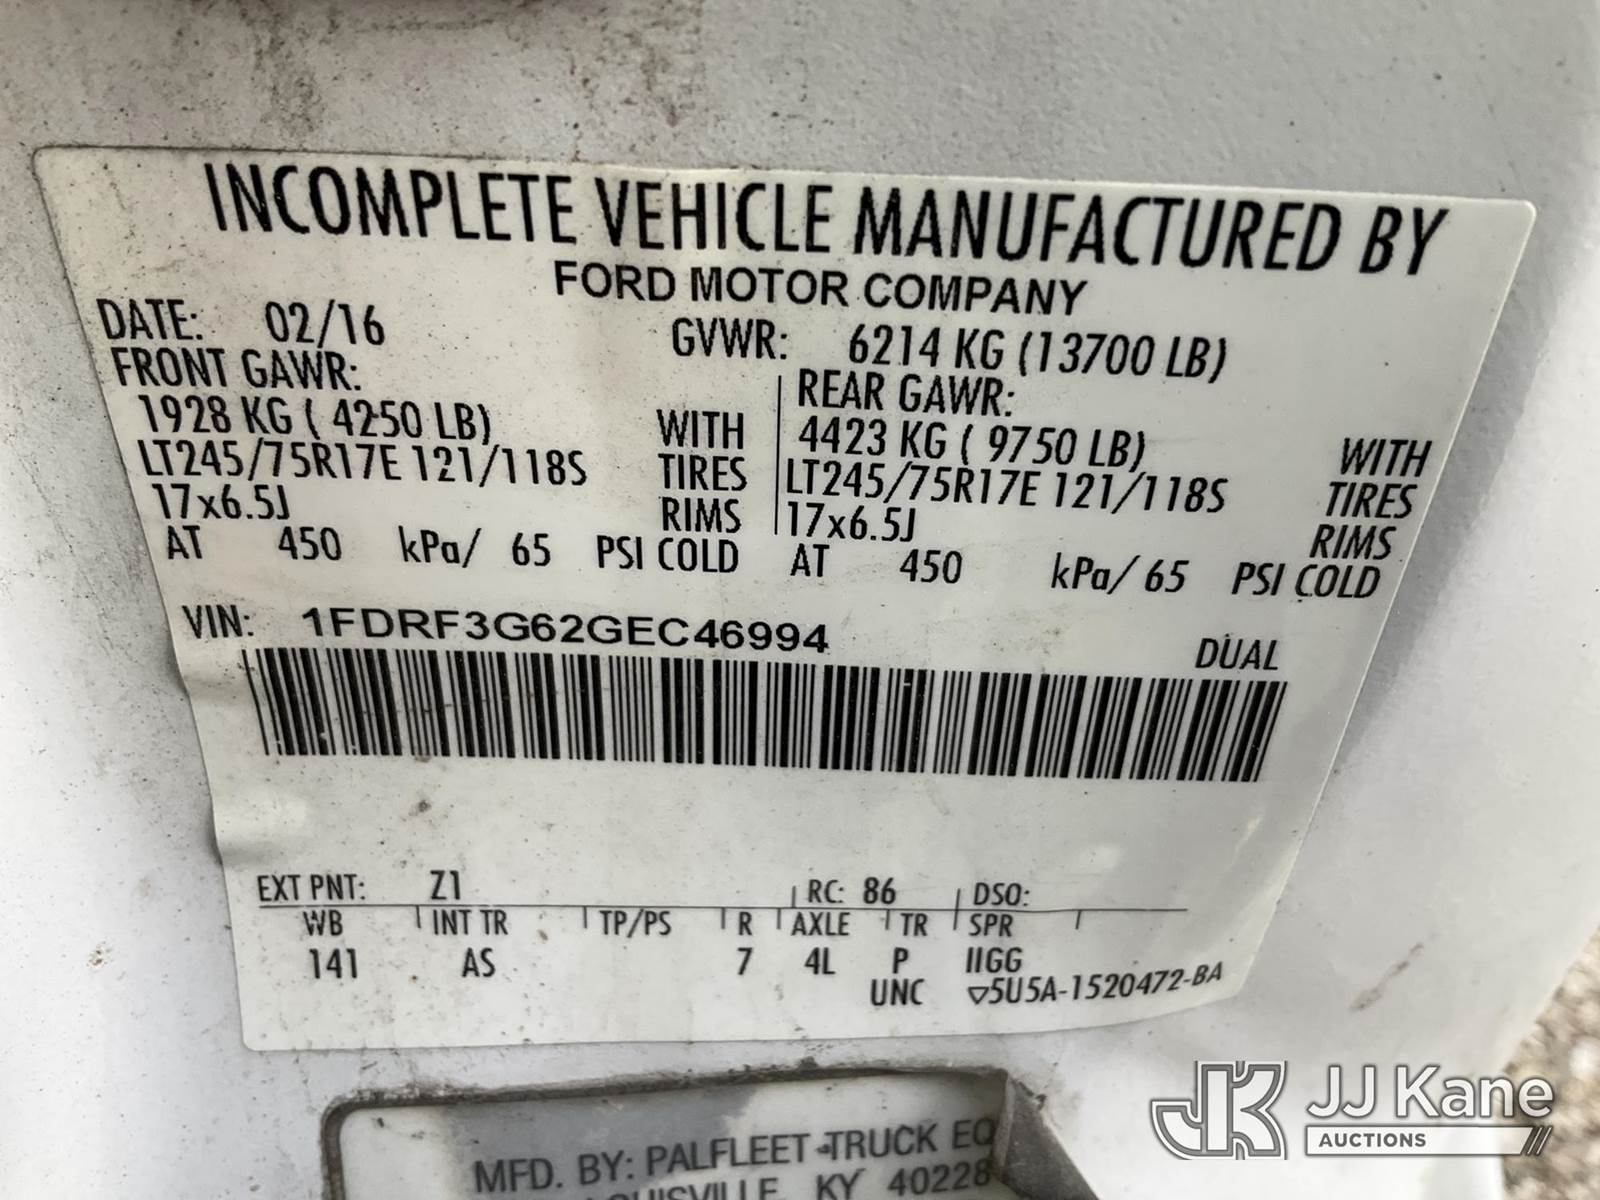 INCOMPLETE VEHICLE MANUFACTURED BY
FORD MOTOR COMPANY
DATE: 02/16 GVWR: 6214 KG (13700 LB)
FRONT GAWR: REAR GAWR:
1928 KG ( 4250 LB) WITH 4423 KG ( 9750 LB) WITH
LT245/75R17E 121/118S TIRES LT245/75R17E 121/118S TIRES
17x6.5J RIMS 17x6.5J RIMS
AT 450 kPa/ 65 PSI COLD AT 450 kPa/ 65 PSI COLD
VIN: 1FDRF3G62GEC46994
DUAL
EXT PNT: Z1 RC: 86 DSO:
WB INT TR TP/PS R AXLE TR SPR
141 AS 7 4L P IIGG
UNC ▽5U5A-1520472-BA
MFD. BY: PALFLEET TRUCK EQ
LOUISVILLE, KY 40228
JK JJ Kane
AUCTIONS